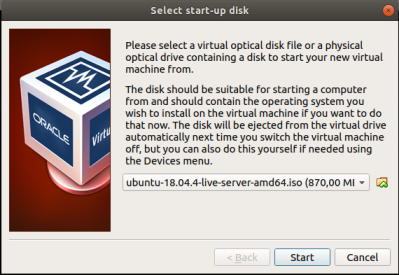 Select start-up disk
Please select a virtual optical disk file or a physical
optical drive containing a disk to start your new virtual
machine from.
The disk should be suitable for starting a computer
from and should contain the operating system you
wish to install on the virtual machine if you want to do
that now. The disk will be ejected from the virtual drive
automatically next time you switch the virtual machine
off, but you can also do this yourself if needed using
the Devices menu.
ORACLE
Virtu
ubuntu-18.04.4-live-server-amd64.iso (870,00 MI
< Back
Start
Cancel